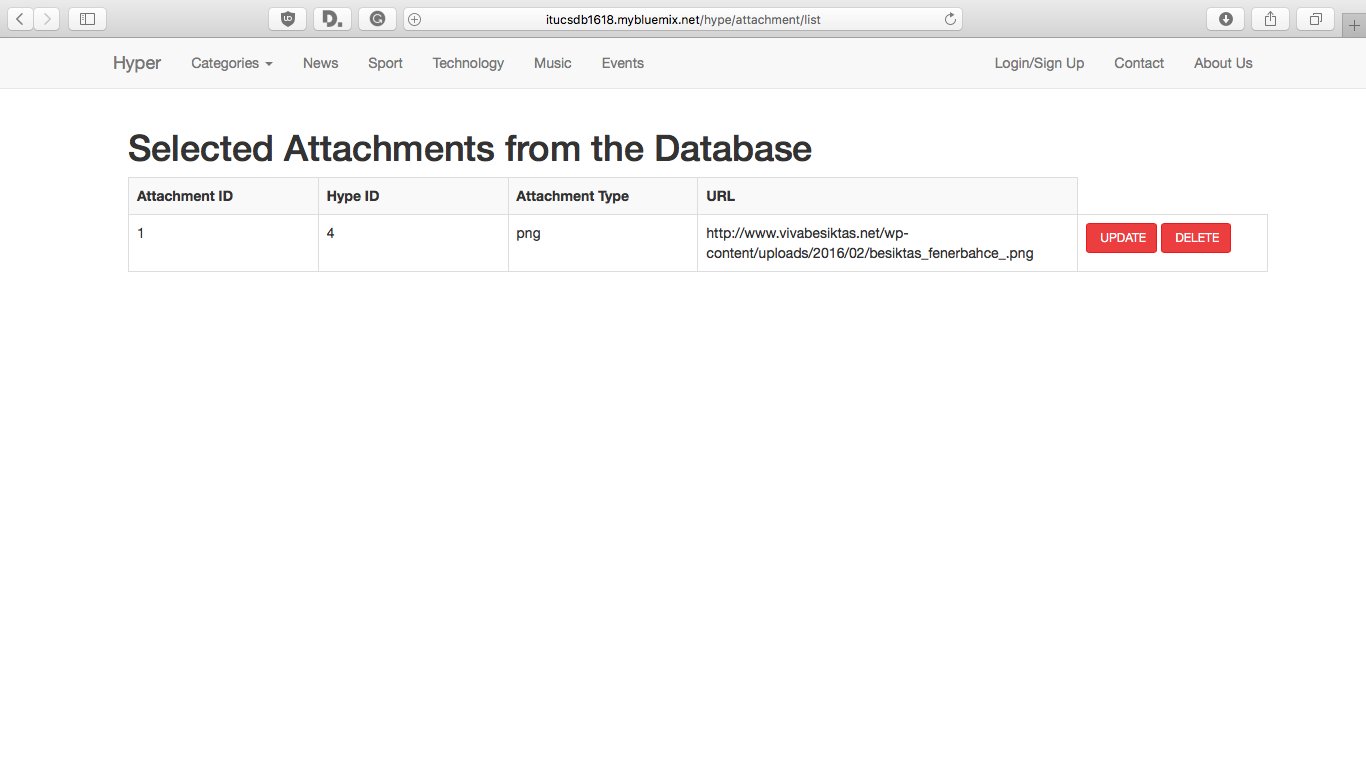 itucsdb1618.mybluemix.net/hype/attachment/list
Hyper Categories News Sport Technology Music Events Login/Sign Up Contact About Us
Selected Attachments from the Database
Attachment ID Hype ID Attachment Type URL
1 4 png http://www.vivabesiktas.net/wp-
content/uploads/2016/02/besiktas_fenerbahce_.png
UPDATE DELETE